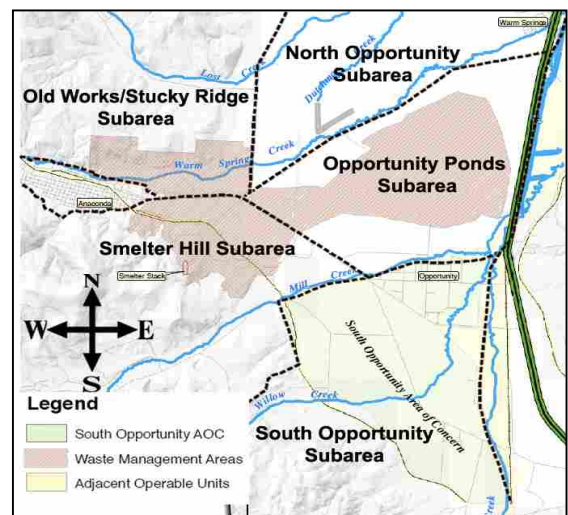 Warm Springs
North Opportunity
Subarea
Lost Creek
Dutchman Creek
Old Works/Stucky Ridge
Subarea
Warm Spring Creek
Opportunity Ponds
Subarea
Anaconda
Smelter Hill Subarea
Smelter Stack
Mill Creek
Opportunity
N
W
E
S
South Opportunity Area of Concern
Willow Creek
South Opportunity
Subarea
Creek
Legend
South Opportunity AOC
Waste Management Areas
Adjacent Operable Units